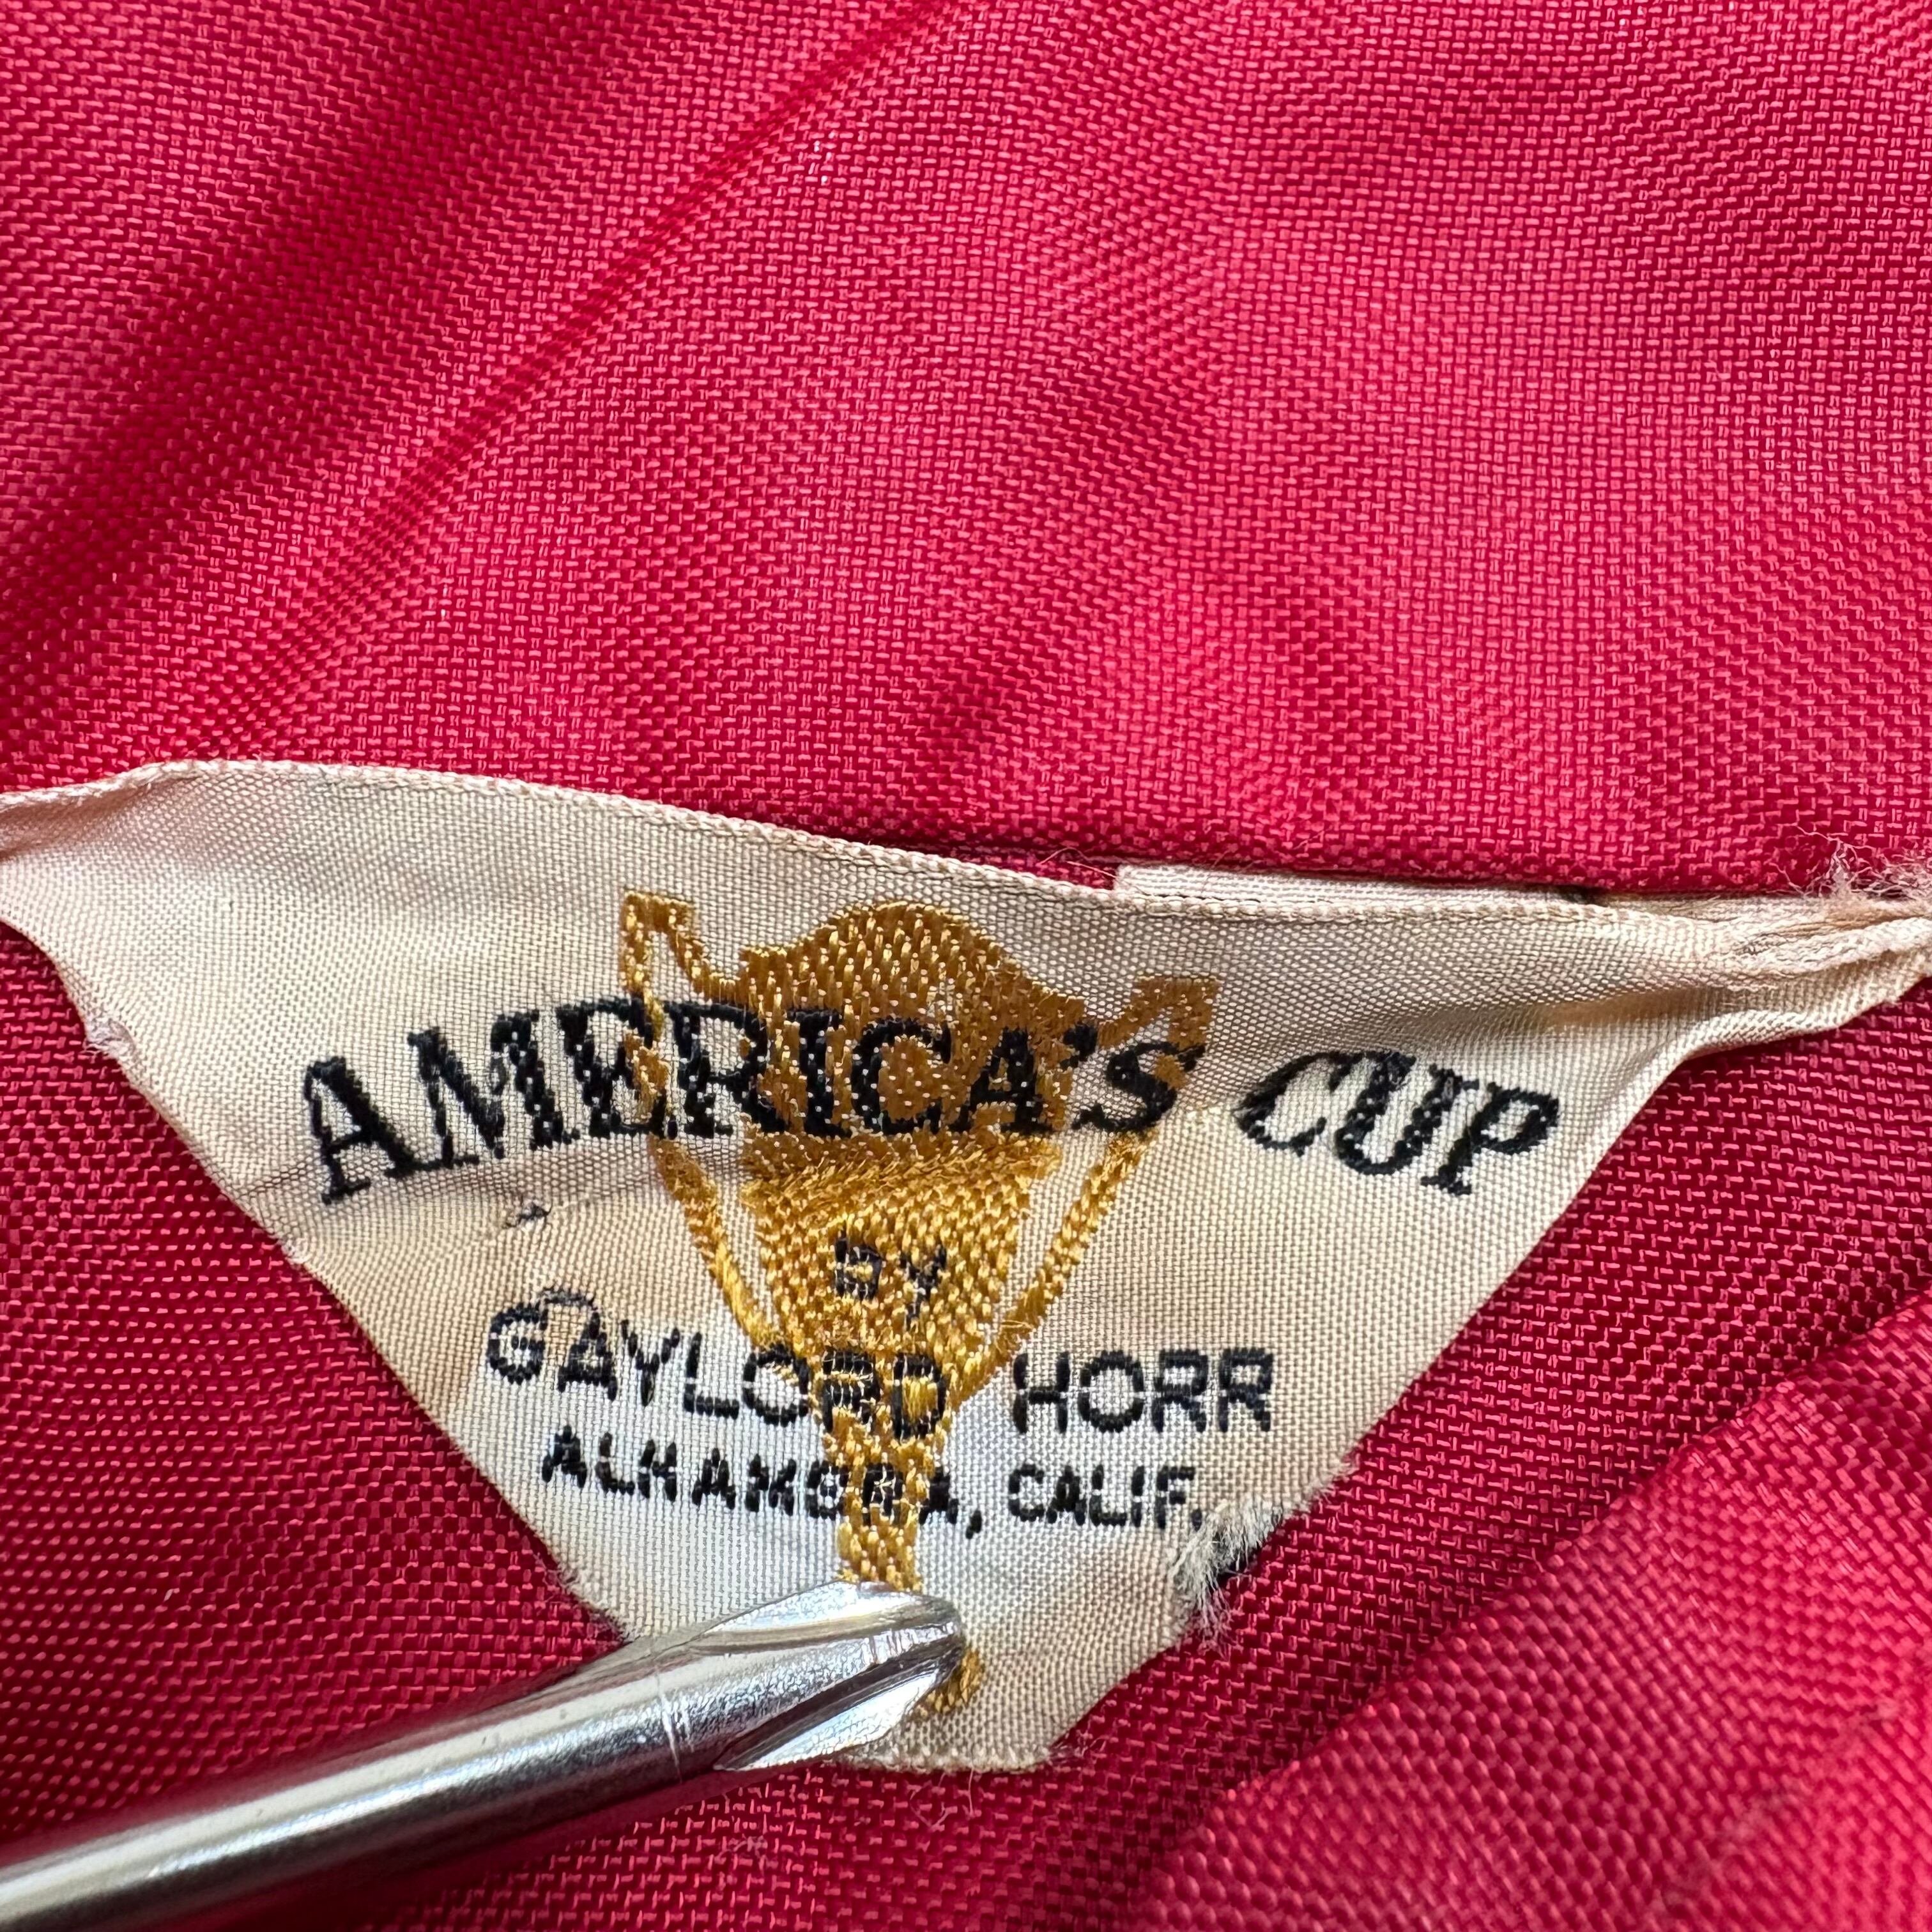 AMERICA'S CUP
BY
GAYLORD HORR
ALHAMBRA, CALIF.